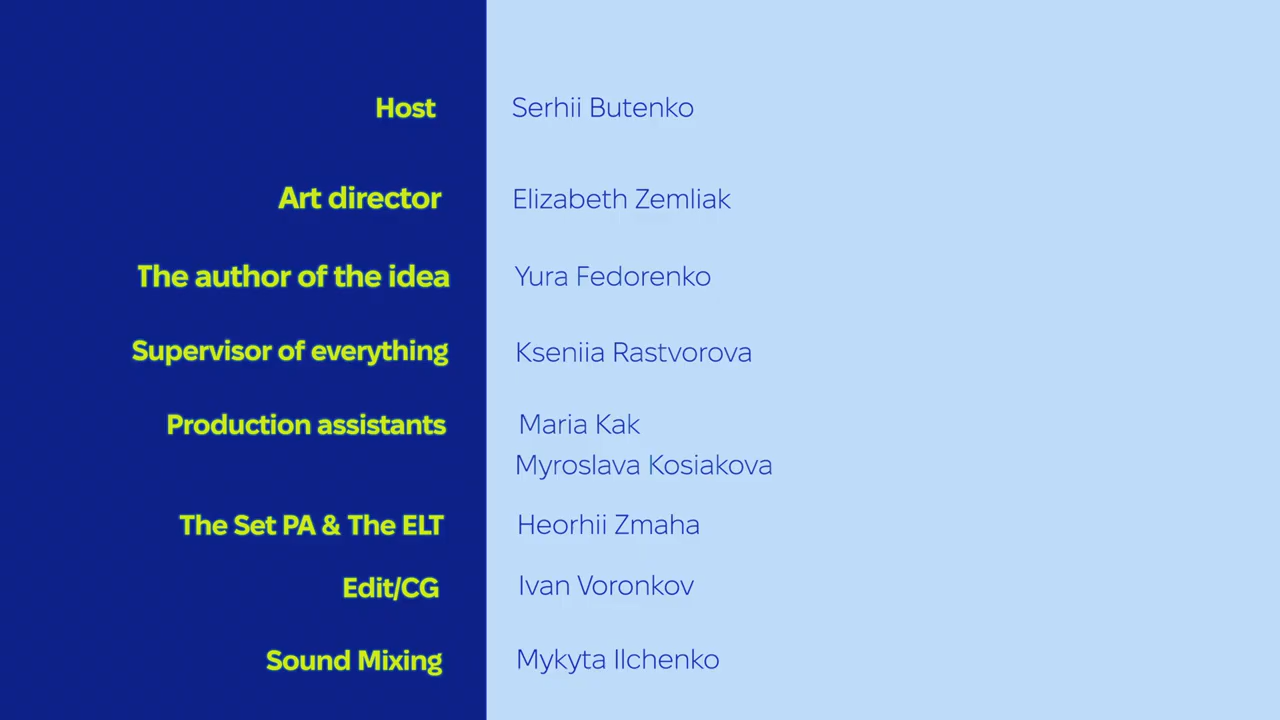 Host Serhii Butenko
Art director Elizabeth Zemliak
The author of the idea Yura Fedorenko
Supervisor of everything Kseniia Rastvorova
Production assistants Maria Kak
Myroslava Kosiakova
The Set PA & The ELT Heorhii Zmaha
Edit/CG Ivan Voronkov
Sound Mixing Mykyta Ilchenko